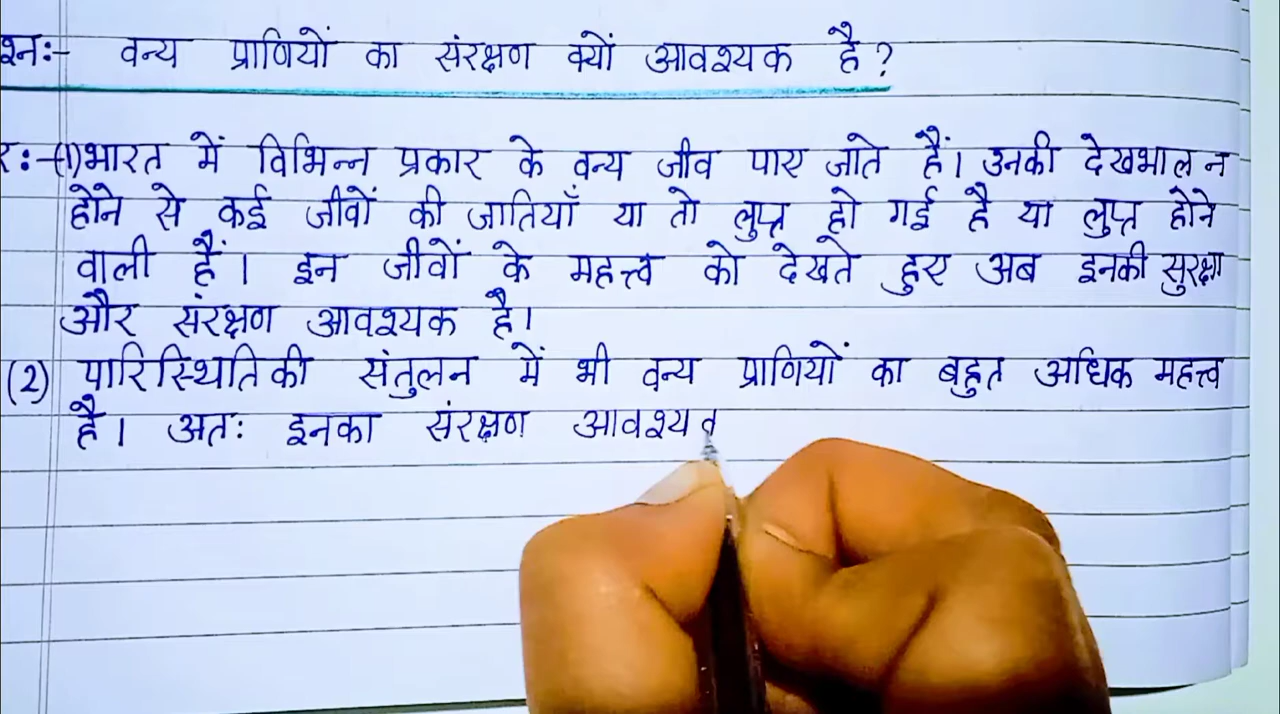 श्न:- वन्य प्राणियों का संरक्षण क्यों आवश्यक है?
र:-(1)भारत में विभिन्न प्रकार के वन्य जीव पाए जाते हैं। उनकी देखभाल न
होने से कई जीवों की जातियाँ या तो लुप्त हो गई है या लुप्त होने
वाली हैं। इन जीवों के महत्त्व को देखते हुए अब इनकी सुरक्षा
और संरक्षण आवश्यक है।
(2) पारिस्थितिकी संतुलन में भी वन्य प्राणियों का बहुत अधिक महत्त्व
है। अतः इनका संरक्षण आवश्य